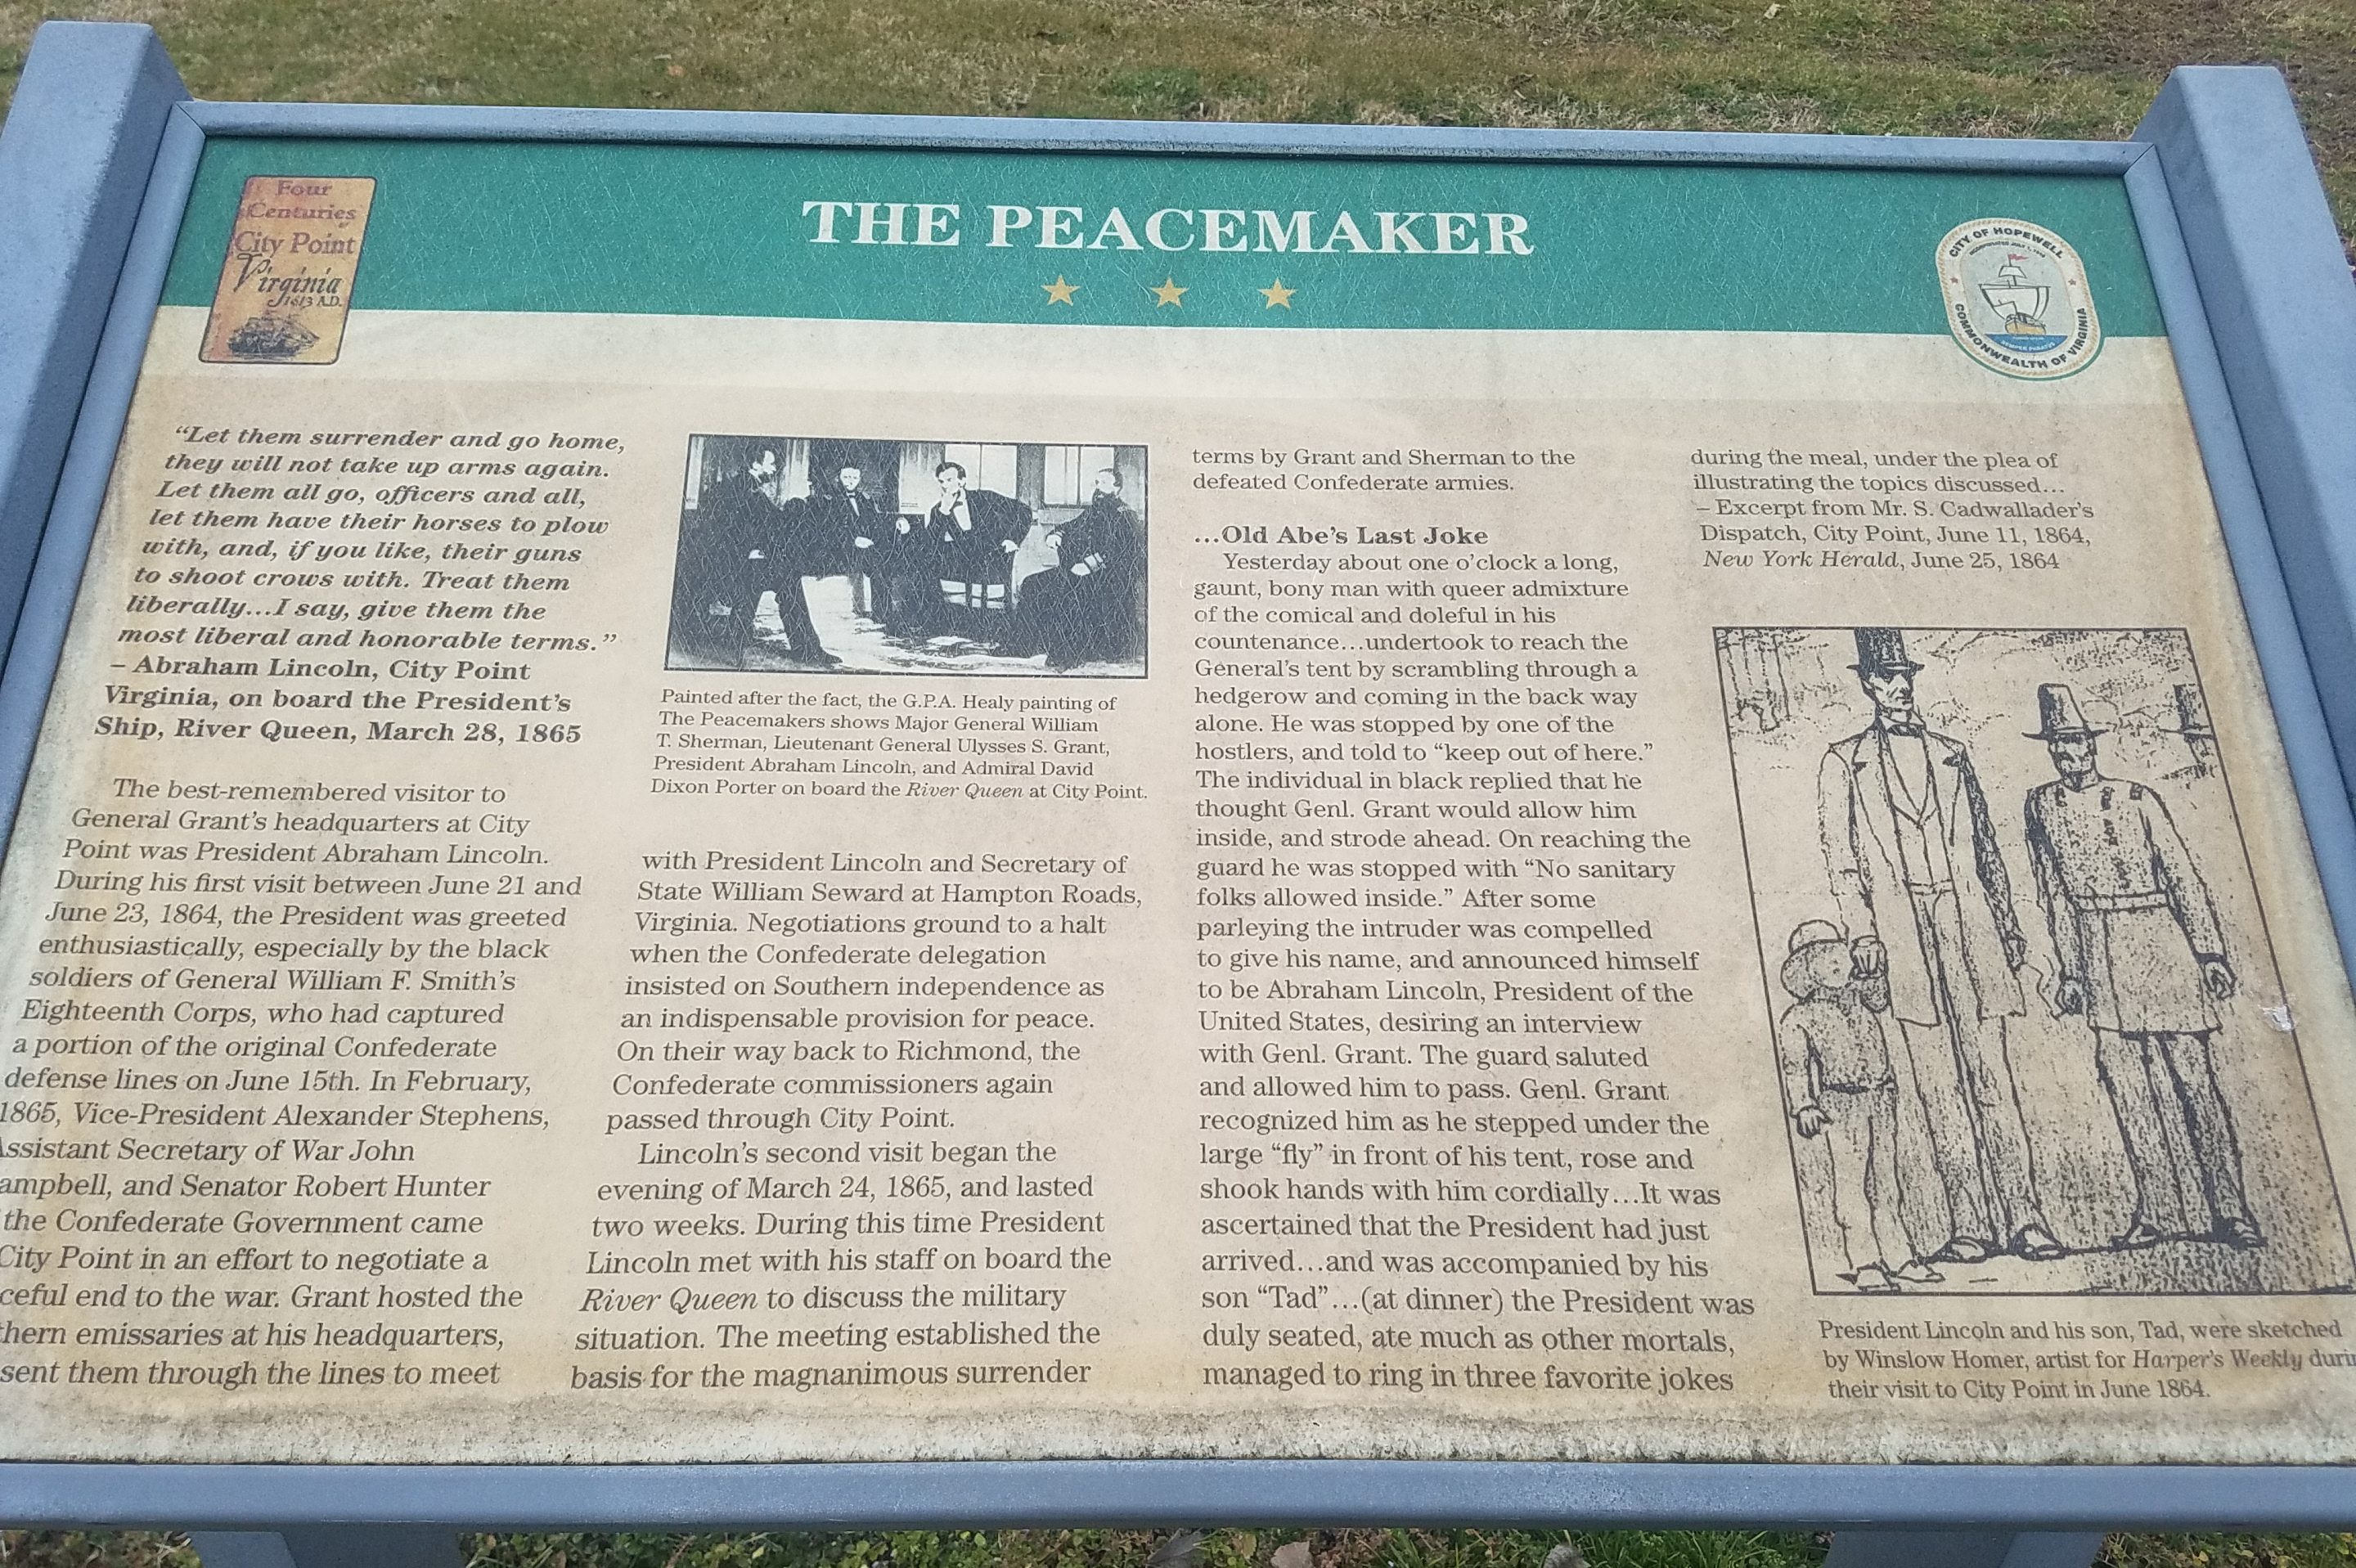 Four
Centuries
City Point
Virginia
1613 A.D.
THE PEACEMAKER
CITY OF HOPEWELL
COMMONWEALTH OF VIRGINIA
“Let them surrender and go home,
they will not take up arms again.
Let them all go, officers and all,
let them have their horses to plow
with, and, if you like, their guns
to shoot crows with. Treat them
liberally…I say, give them the
most liberal and honorable terms.”
– Abraham Lincoln, City Point
Virginia, on board the President’s
Ship, River Queen, March 28, 1865
The best-remembered visitor to
General Grant’s headquarters at City
Point was President Abraham Lincoln.
During his first visit between June 21 and
June 23, 1864, the President was greeted
enthusiastically, especially by the black
soldiers of General William F. Smith’s
Eighteenth Corps, who had captured
a portion of the original Confederate
defense lines on June 15th. In February,
1865, Vice-President Alexander Stephens,
Assistant Secretary of War John
ampbell, and Senator Robert Hunter
the Confederate Government came
City Point in an effort to negotiate a
ceful end to the war. Grant hosted the
hern emissaries at his headquarters,
sent them through the lines to meet
Painted after the fact, the G.P.A. Healy painting of
The Peacemakers shows Major General William
T. Sherman, Lieutenant General Ulysses S. Grant,
President Abraham Lincoln, and Admiral David
Dixon Porter on board the River Queen at City Point.
with President Lincoln and Secretary of
State William Seward at Hampton Roads,
Virginia. Negotiations ground to a halt
when the Confederate delegation
insisted on Southern independence as
an indispensable provision for peace.
On their way back to Richmond, the
Confederate commissioners again
passed through City Point.
Lincoln’s second visit began the
evening of March 24, 1865, and lasted
two weeks. During this time President
Lincoln met with his staff on board the
River Queen to discuss the military
situation. The meeting established the
basis for the magnanimous surrender
terms by Grant and Sherman to the
defeated Confederate armies.
…Old Abe’s Last Joke
Yesterday about one o’clock a long,
gaunt, bony man with queer admixture
of the comical and doleful in his
countenance…undertook to reach the
General’s tent by scrambling through a
hedgerow and coming in the back way
alone. He was stopped by one of the
hostlers, and told to “keep out of here.”
The individual in black replied that he
thought Genl. Grant would allow him
inside, and strode ahead. On reaching the
guard he was stopped with “No sanitary
folks allowed inside.” After some
parleying the intruder was compelled
to give his name, and announced himself
to be Abraham Lincoln, President of the
United States, desiring an interview
with Genl. Grant. The guard saluted
and allowed him to pass. Genl. Grant
recognized him as he stepped under the
large “fly” in front of his tent, rose and
shook hands with him cordially…It was
ascertained that the President had just
arrived…and was accompanied by his
son “Tad”…(at dinner) the President was
duly seated, ate much as other mortals,
managed to ring in three favorite jokes
during the meal, under the plea of
illustrating the topics discussed…
– Excerpt from Mr. S. Cadwallader’s
Dispatch, City Point, June 11, 1864,
New York Herald, June 25, 1864
President Lincoln and his son, Tad, were sketched
by Winslow Homer, artist for Harper’s Weekly duri
their visit to City Point in June 1864.